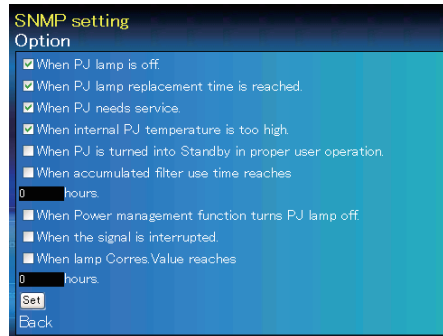 SNMP setting
Option
When PJ lamp is off.
When PJ lamp replacement time is reached.
When PJ needs service.
When internal PJ temperature is too high.
When PJ is turned into Standby in proper user operation.
When accumulated filter use time reaches
0 hours.
When Power management function turns PJ lamp off.
When the signal is interrupted.
When lamp Corres.Value reaches
0 hours.
Set
Back